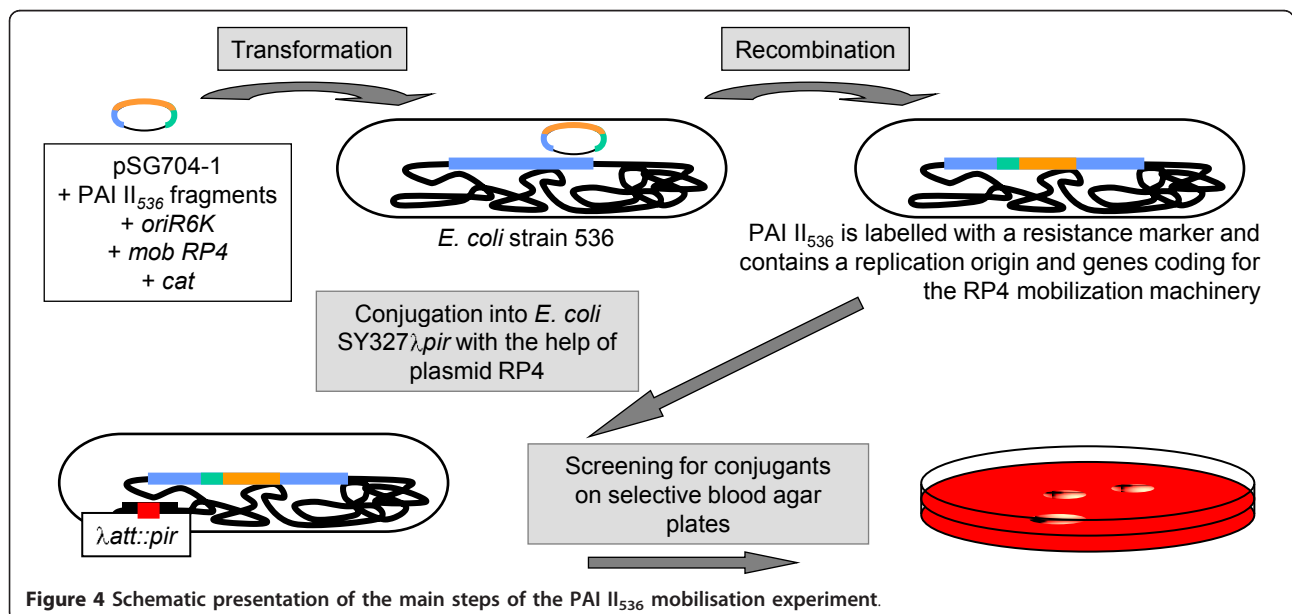 Transformation
Recombination
pSG704-1
+ PAI II536 fragments
+ oriR6K
+ mob RP4
+ cat
E. coli strain 536
PAI II536 is labelled with a resistance marker and
contains a replication origin and genes coding for
the RP4 mobilization machinery
Conjugation into E. coli
SY327λpir with the help of
plasmid RP4
λatt::pir
Screening for conjugants
on selective blood agar
plates
Figure 4 Schematic presentation of the main steps of the PAI II536 mobilisation experiment.